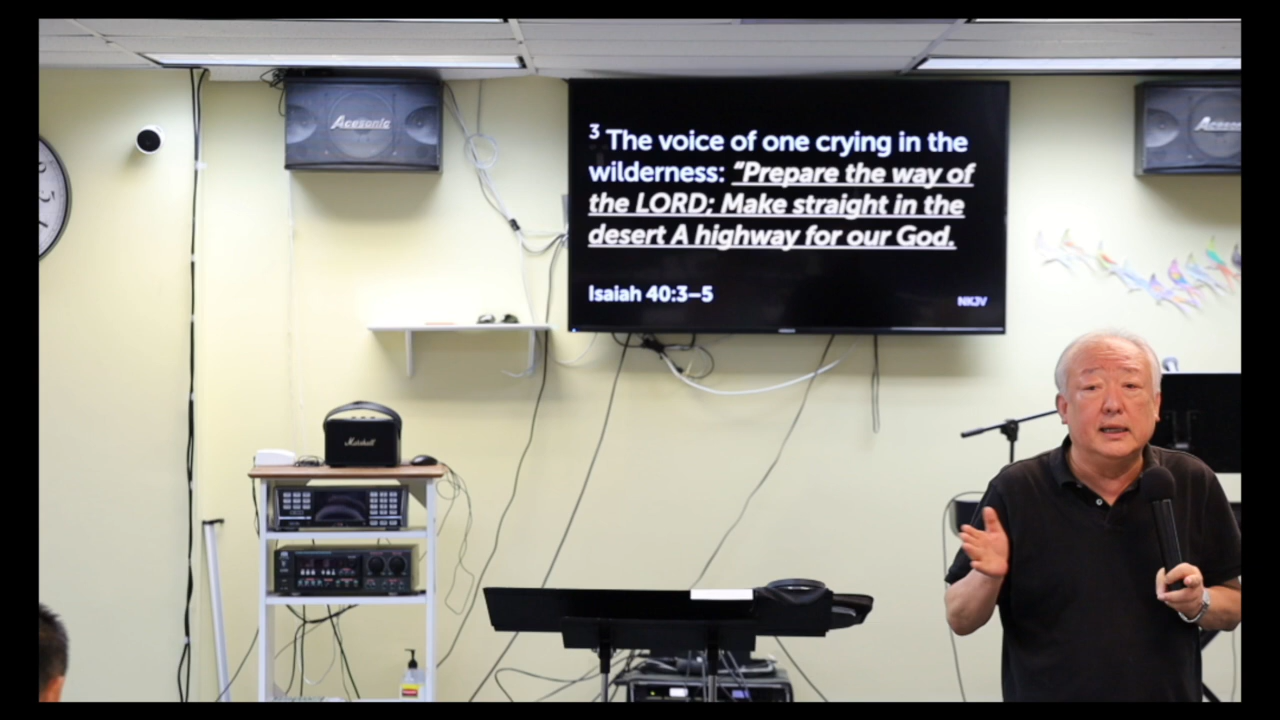 Acesonic
3 The voice of one crying in the
wilderness: "Prepare the way of
the LORD; Make straight in the
desert A highway for our God.
Isaiah 40:3–5
NKJV
Marshall